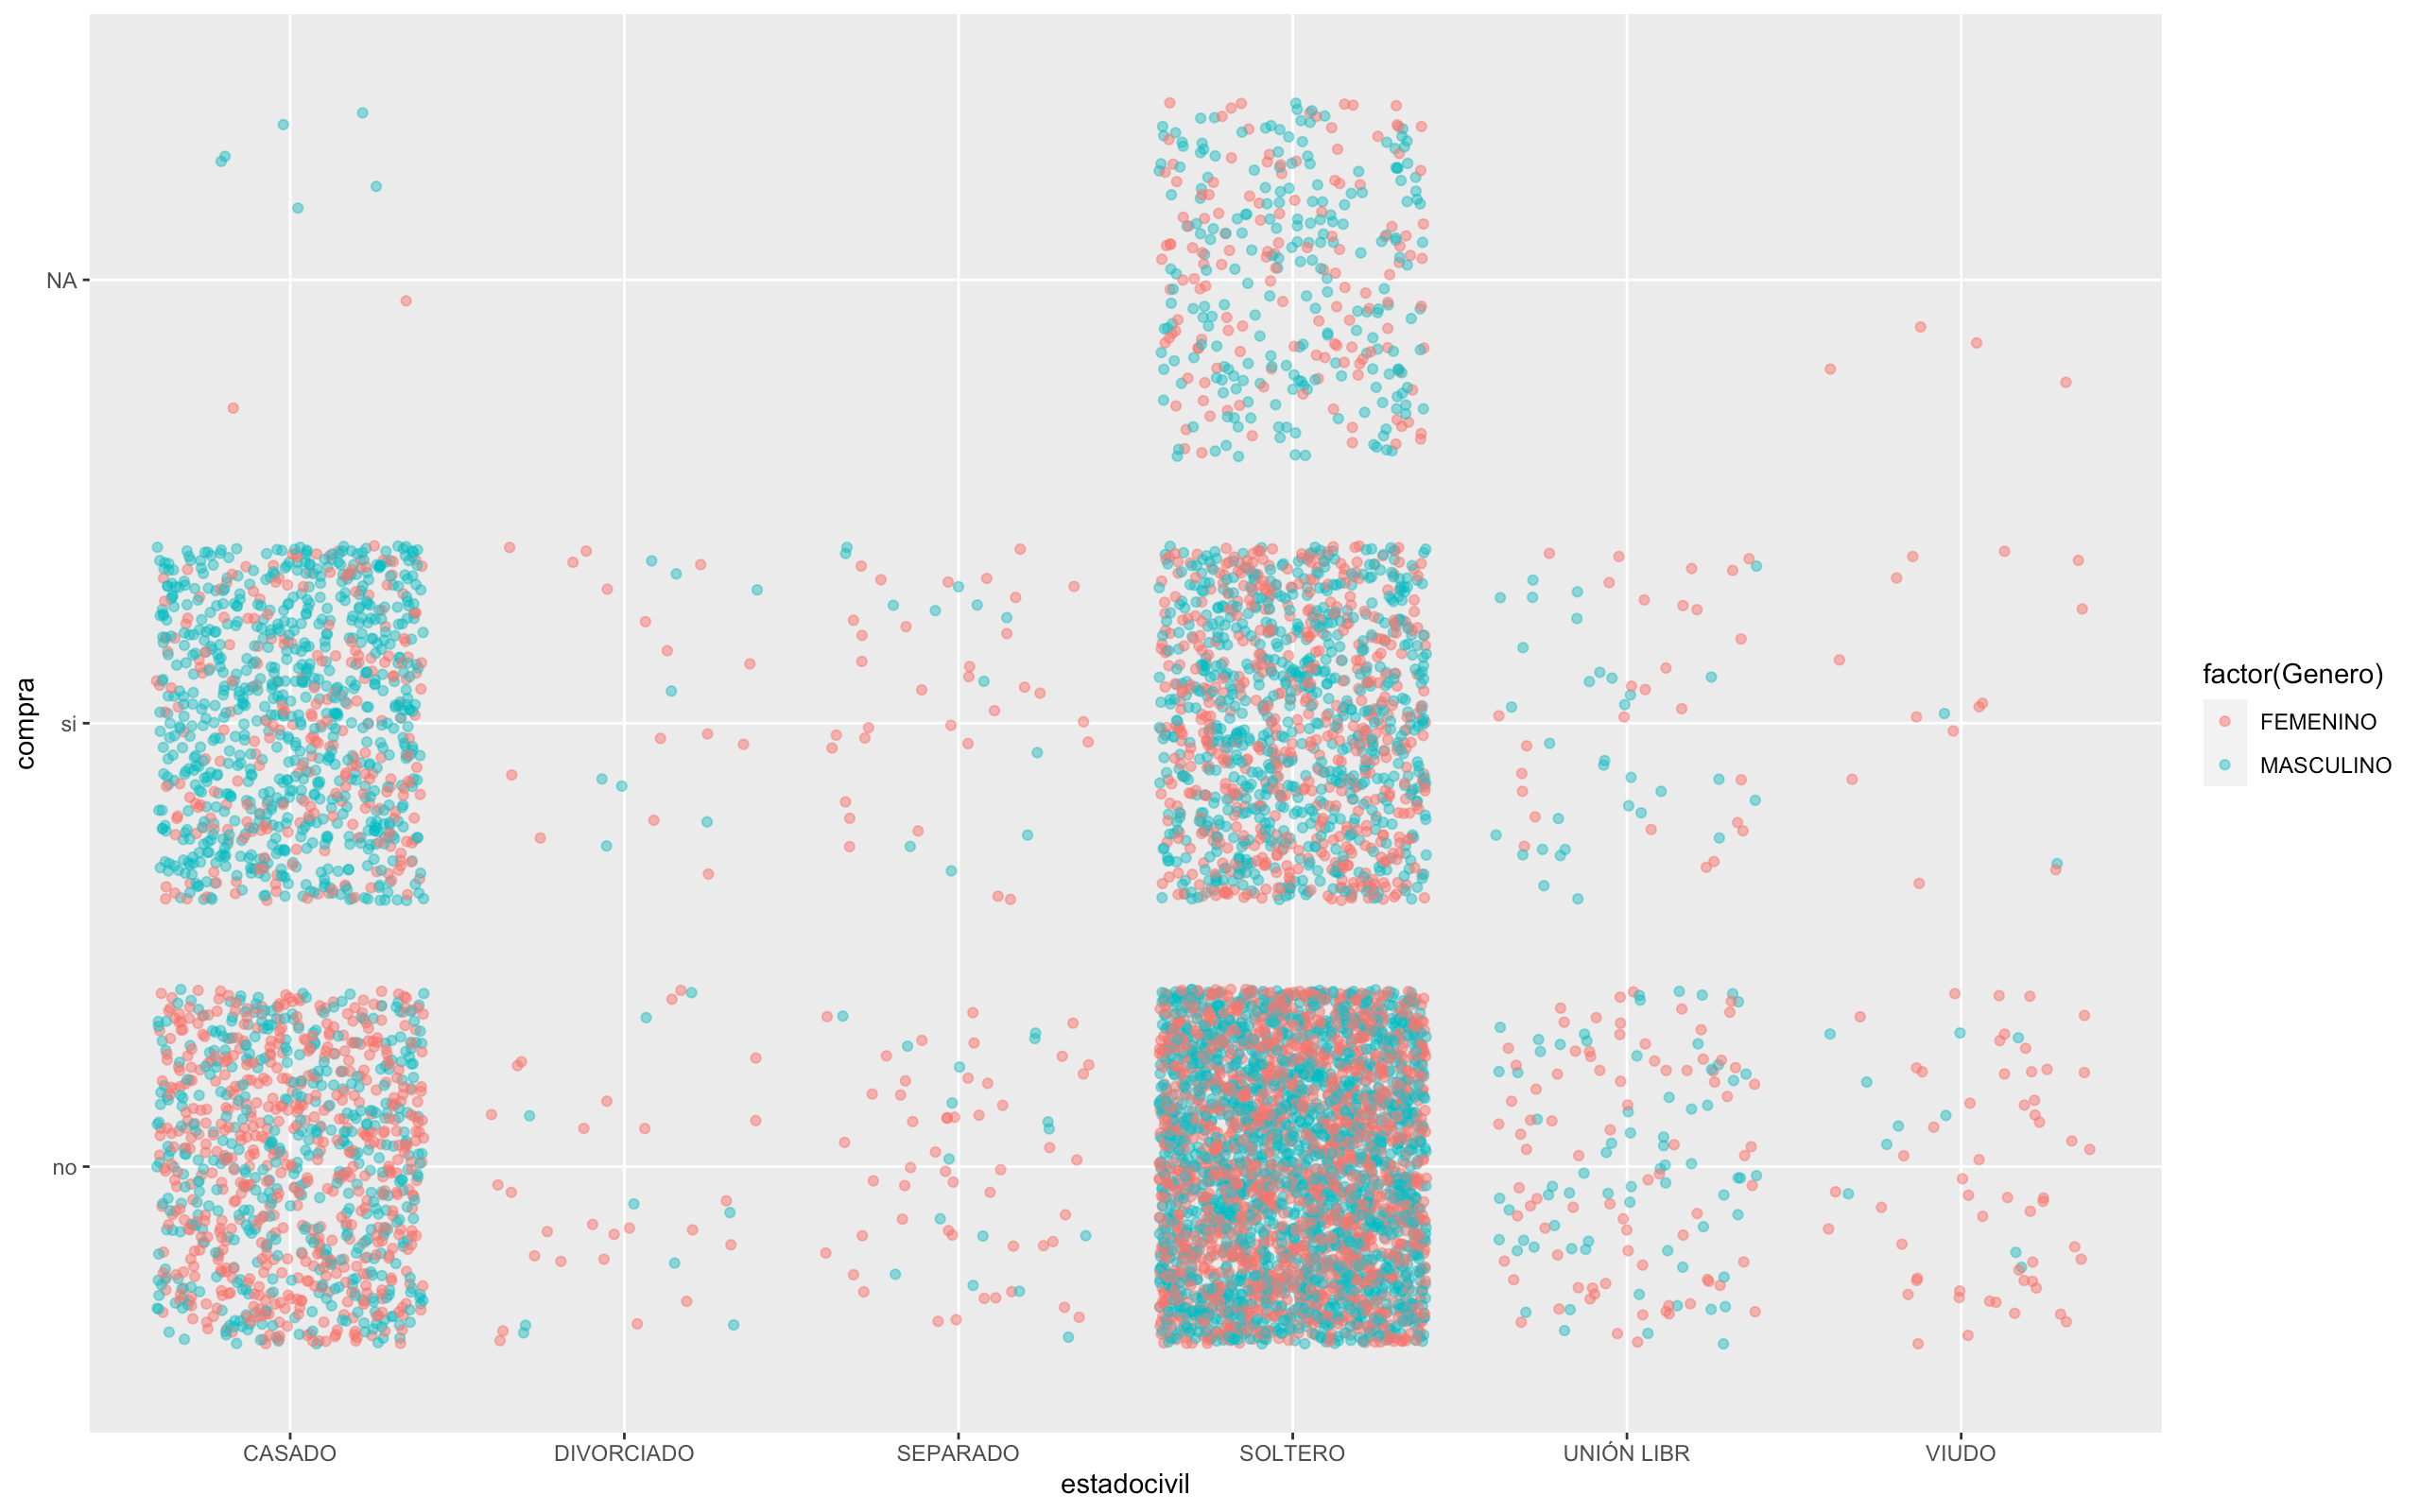 compra
NA
si
no
CASADO
DIVORCIADO
SEPARADO
SOLTERO
UNIÓN LIBR
VIUDO
estadocivil
factor(Genero)
FEMENINO
MASCULINO